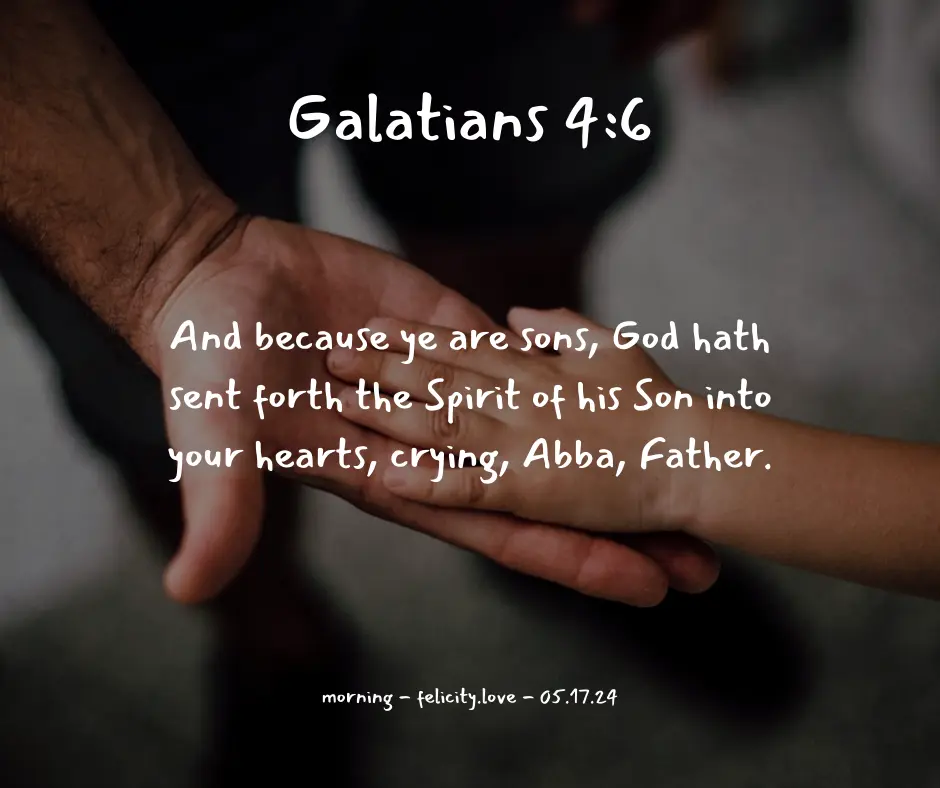 Galatians 4:6
And because ye are sons, God hath
sent forth the Spirit of his Son into
your hearts, crying, Abba, Father.
morning - felicity.love - 05.17.24